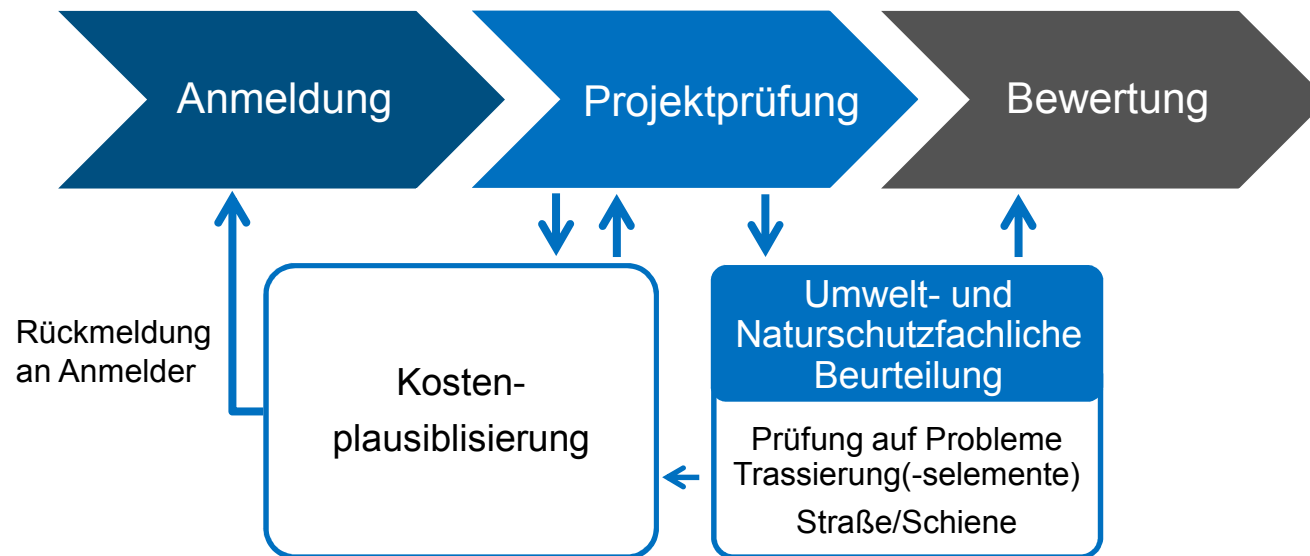 Anmeldung
Projektprüfung
Bewertung
Rückmeldung
an Anmelder
Kosten-
plausiblisierung
Umwelt- und
Naturschutzfachliche
Beurteilung
Prüfung auf Probleme
Trassierung(-selemente)
Straße/Schiene